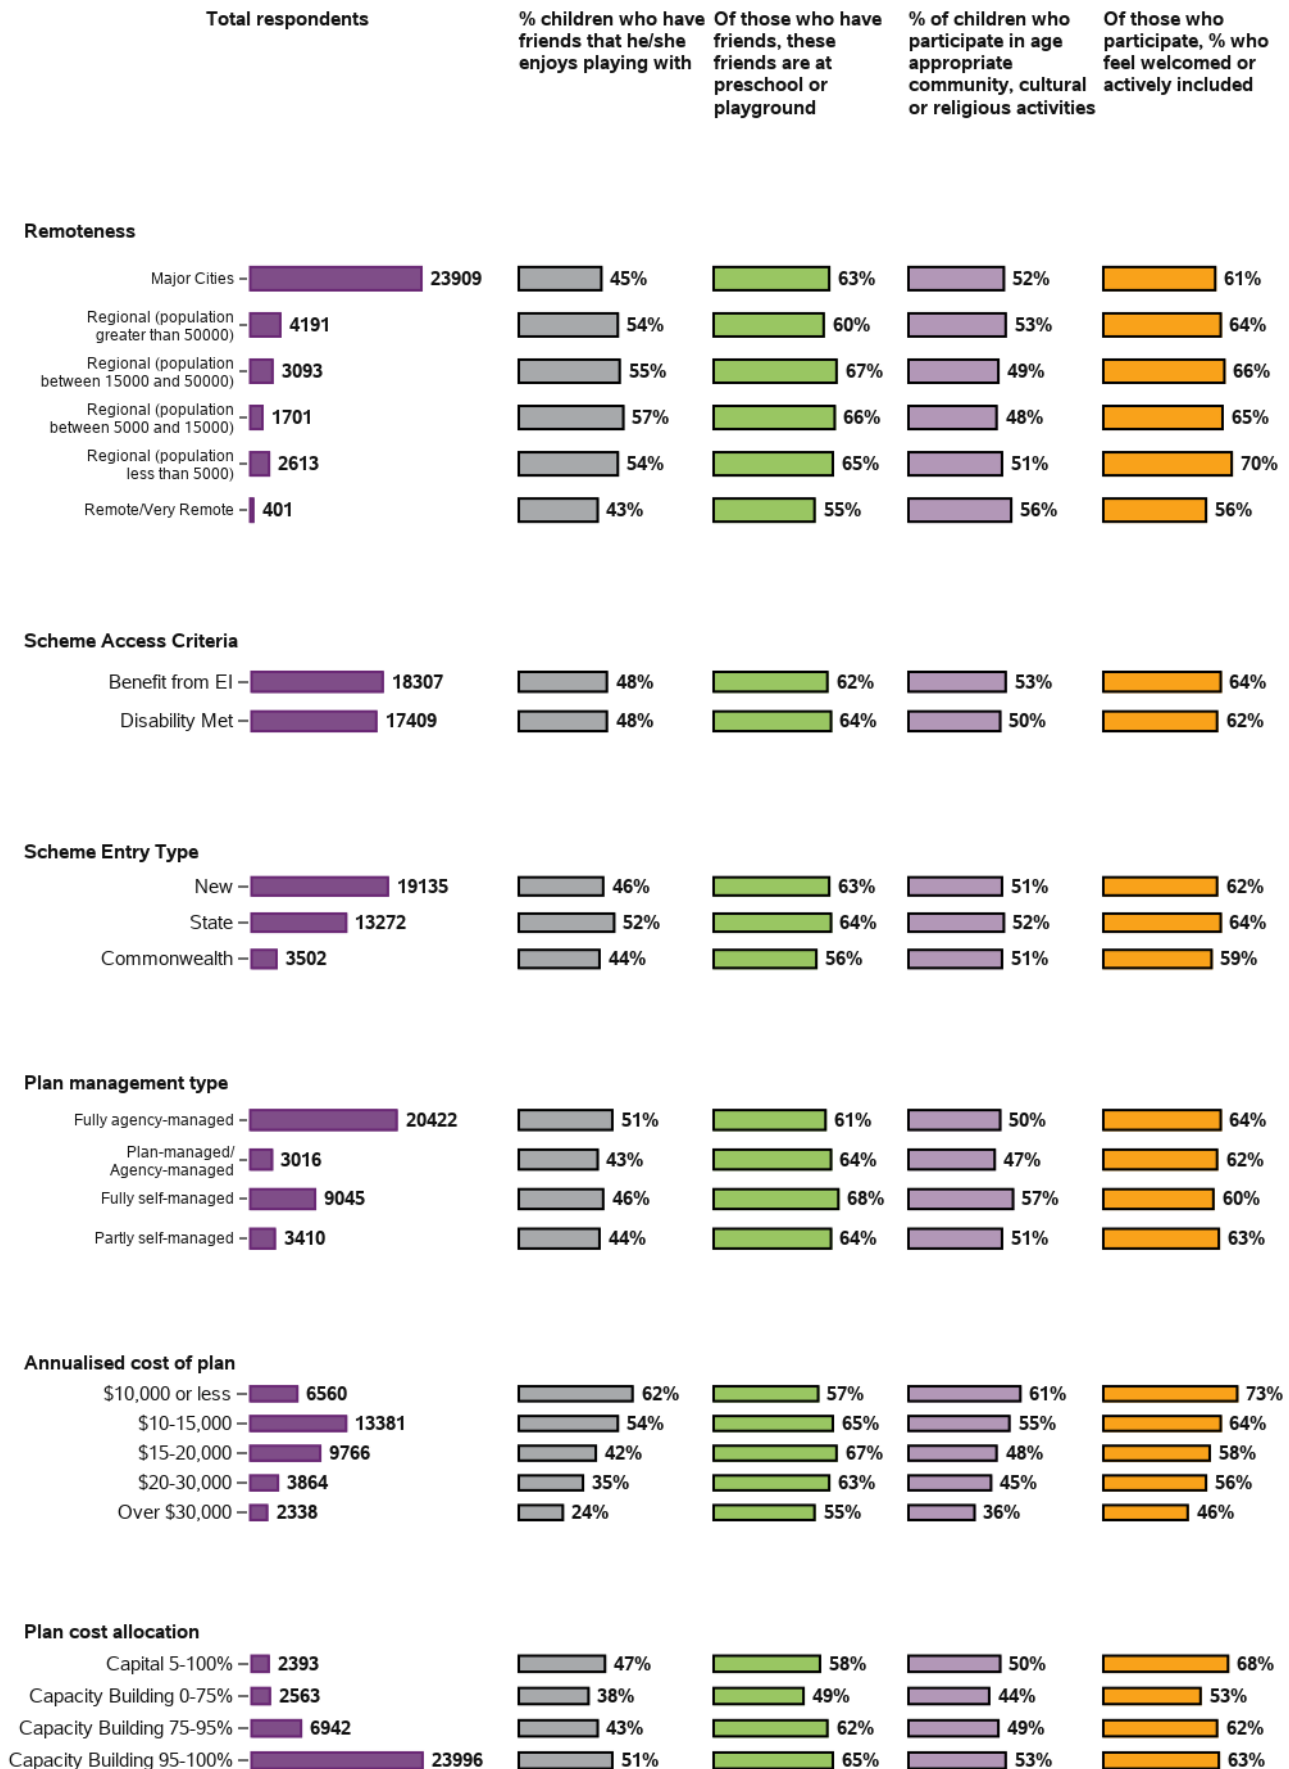 Total respondents
% children who have
friends that he/she
enjoys playing with
Of those who have
friends, these
friends are at
preschool or
playground
% of children who
participate in age
appropriate
community, cultural
or religious activities
Of those who
participate, % who
feel welcomed or
actively included
Remoteness
Major Cities 23909 45% 63% 52% 61%
Regional (population
greater than 50000) 4191 54% 60% 53% 64%
Regional (population
between 15000 and 50000) 3093 55% 67% 49% 66%
Regional (population
between 5000 and 15000) 1701 57% 66% 48% 65%
Regional (population
less than 5000) 2613 54% 65% 51% 70%
Remote/Very Remote 401 43% 55% 56% 56%
Scheme Access Criteria
Benefit from EI 18307 48% 62% 53% 64%
Disability Met 17409 48% 64% 50% 62%
Scheme Entry Type
New 19135 46% 63% 51% 62%
State 13272 52% 64% 52% 64%
Commonwealth 3502 44% 56% 51% 59%
Plan management type
Fully agency-managed 20422 51% 61% 50% 64%
Plan-managed/
Agency-managed 3016 43% 64% 47% 62%
Fully self-managed 9045 46% 68% 57% 60%
Partly self-managed 3410 44% 64% 51% 63%
Annualised cost of plan
$10,000 or less 6560 62% 57% 61% 73%
$10-15,000 13381 54% 65% 55% 64%
$15-20,000 9766 42% 67% 48% 58%
$20-30,000 3864 35% 63% 45% 56%
Over $30,000 2338 24% 55% 36% 46%
Plan cost allocation
Capital 5-100% 2393 47% 58% 50% 68%
Capacity Building 0-75% 2563 38% 49% 44% 53%
Capacity Building 75-95% 6942 43% 62% 49% 62%
Capacity Building 95-100% 23996 51% 65% 53% 63%